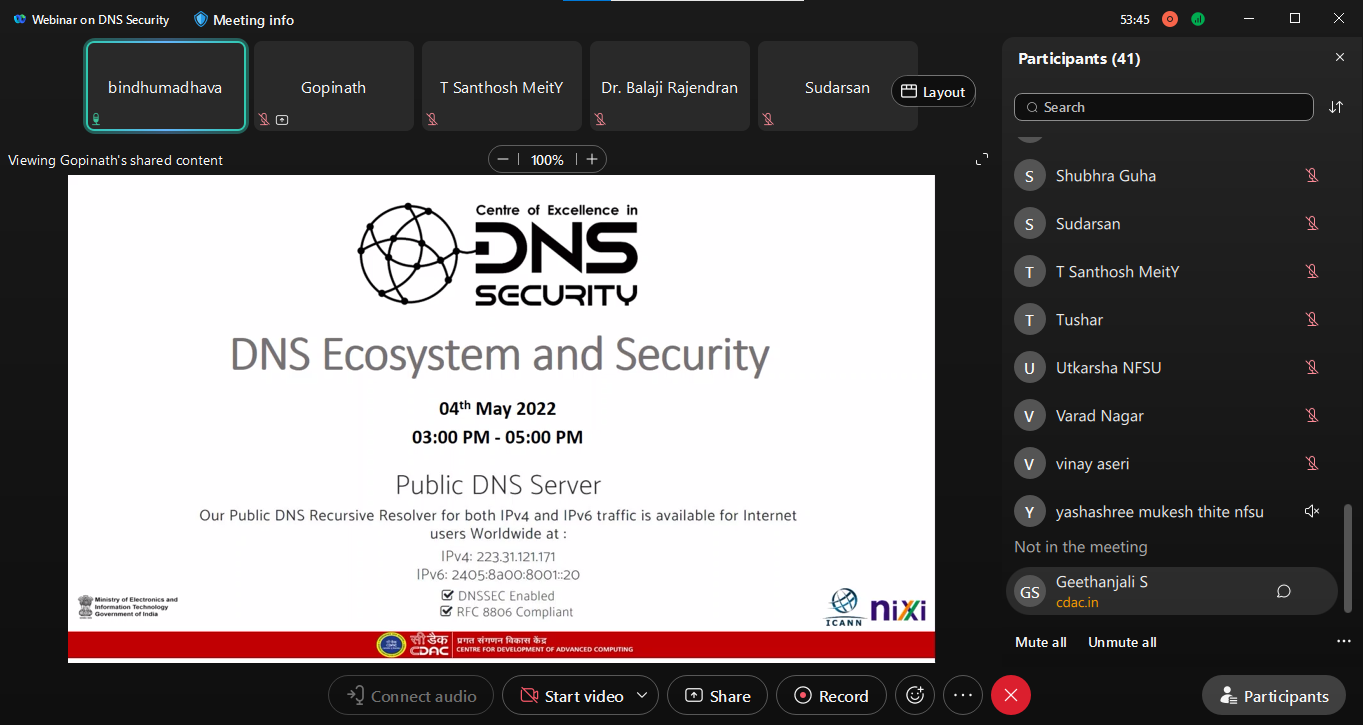 Webinar on DNS Security
Meeting info
53:45
bindhumadhava
Gopinath
T Santhosh MeitY
Dr. Balaji Rajendran
Sudarsan
Layout
Viewing Gopinath's shared content
100%
Centre of Excellence in
DNS
SECURITY
DNS Ecosystem and Security
04th May 2022
03:00 PM - 05:00 PM
Public DNS Server
Our Public DNS Recursive Resolver for both IPv4 and IPv6 traffic is available for Internet
users Worldwide at :
IPv4: 223.31.121.171
IPv6: 2405:8a00:8001::20
DNSSEC Enabled
RFC 8806 Compliant
Ministry of Electronics and
Information Technology
Government of India
ICANN
nixi
सी डैक
CDAC
प्रगत संगणन विकास केंद्र
CENTRE FOR DEVELOPMENT OF ADVANCED COMPUTING
Participants (41)
Search
S Shubhra Guha
S Sudarsan
T T Santhosh MeitY
T Tushar
U Utkarsha NFSU
V Varad Nagar
V vinay aseri
Y yashashree mukesh thite nfsu
Not in the meeting
GS Geethanjali S
cdac.in
Mute all Unmute all
Connect audio
Start video
Share
Record
Participants